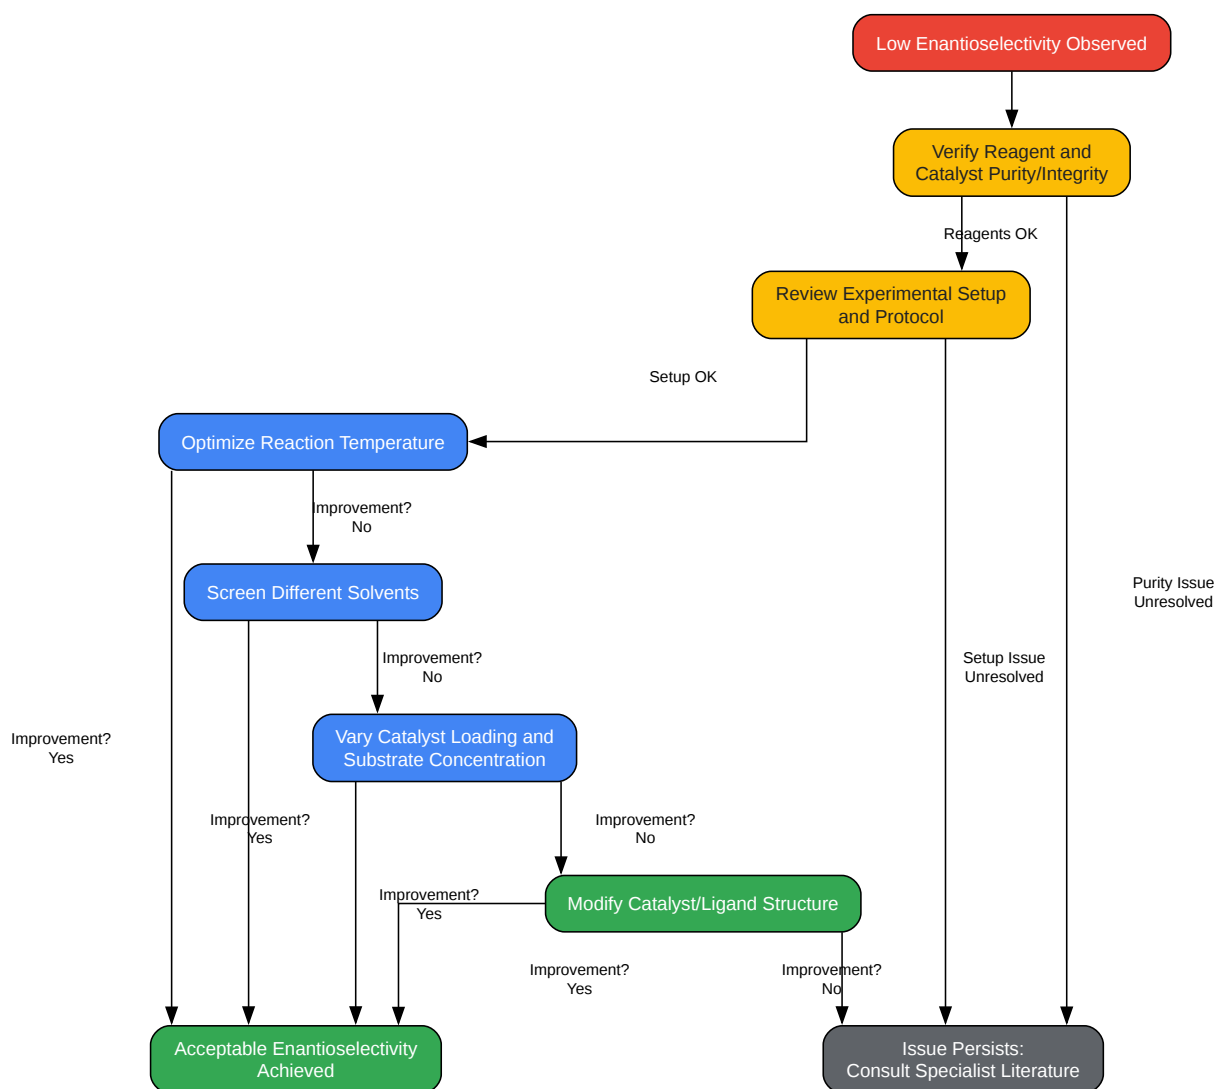 Low Enantioselectivity Observed
Verify Reagent and
Catalyst Purity/Integrity
Reagents OK
Review Experimental Setup
and Protocol
Setup OK
Optimize Reaction Temperature
Improvement?
No
Screen Different Solvents
Purity Issue
Unresolved
Improvement?
No
Setup Issue
Unresolved
Vary Catalyst Loading and
Substrate Concentration
Improvement?
Yes
Improvement?
Yes
Improvement?
No
Modify Catalyst/Ligand Structure
Improvement?
Yes
Improvement?
Yes
Improvement?
No
Acceptable Enantioselectivity
Achieved
Issue Persists:
Consult Specialist Literature